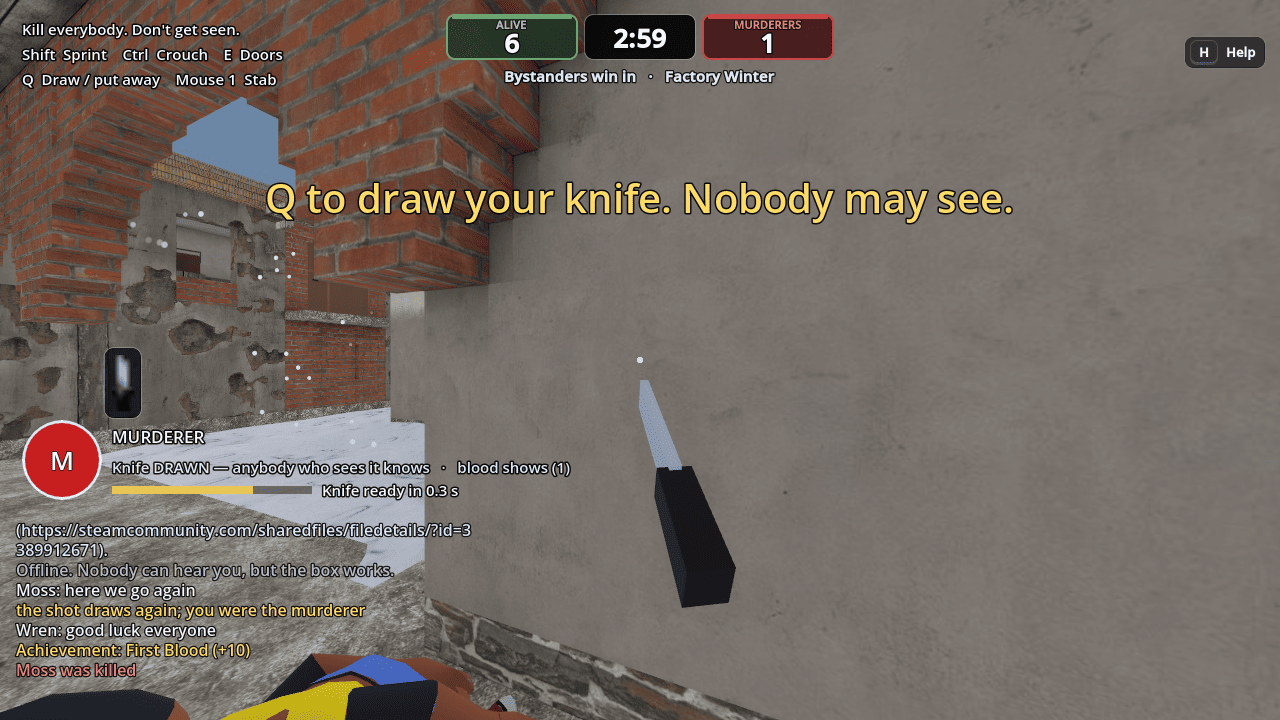 Kill everybody. Don't get seen.
Shift Sprint Ctrl Crouch E Doors
Q Draw / put away Mouse 1 Stab
ALIVE
6
2:59
MURDERERS
1
Bystanders win in · Factory Winter
H Help
Q to draw your knife. Nobody may see.
M
MURDERER
Knife DRAWN — anybody who sees it knows · blood shows (1)
Knife ready in 0.3 s
(https://steamcommunity.com/sharedfiles/filedetails/?id=3
389912671).
Offline. Nobody can hear you, but the box works.
Moss: here we go again
the shot draws again; you were the murderer
Wren: good luck everyone
Achievement: First Blood (+10)
Moss was killed